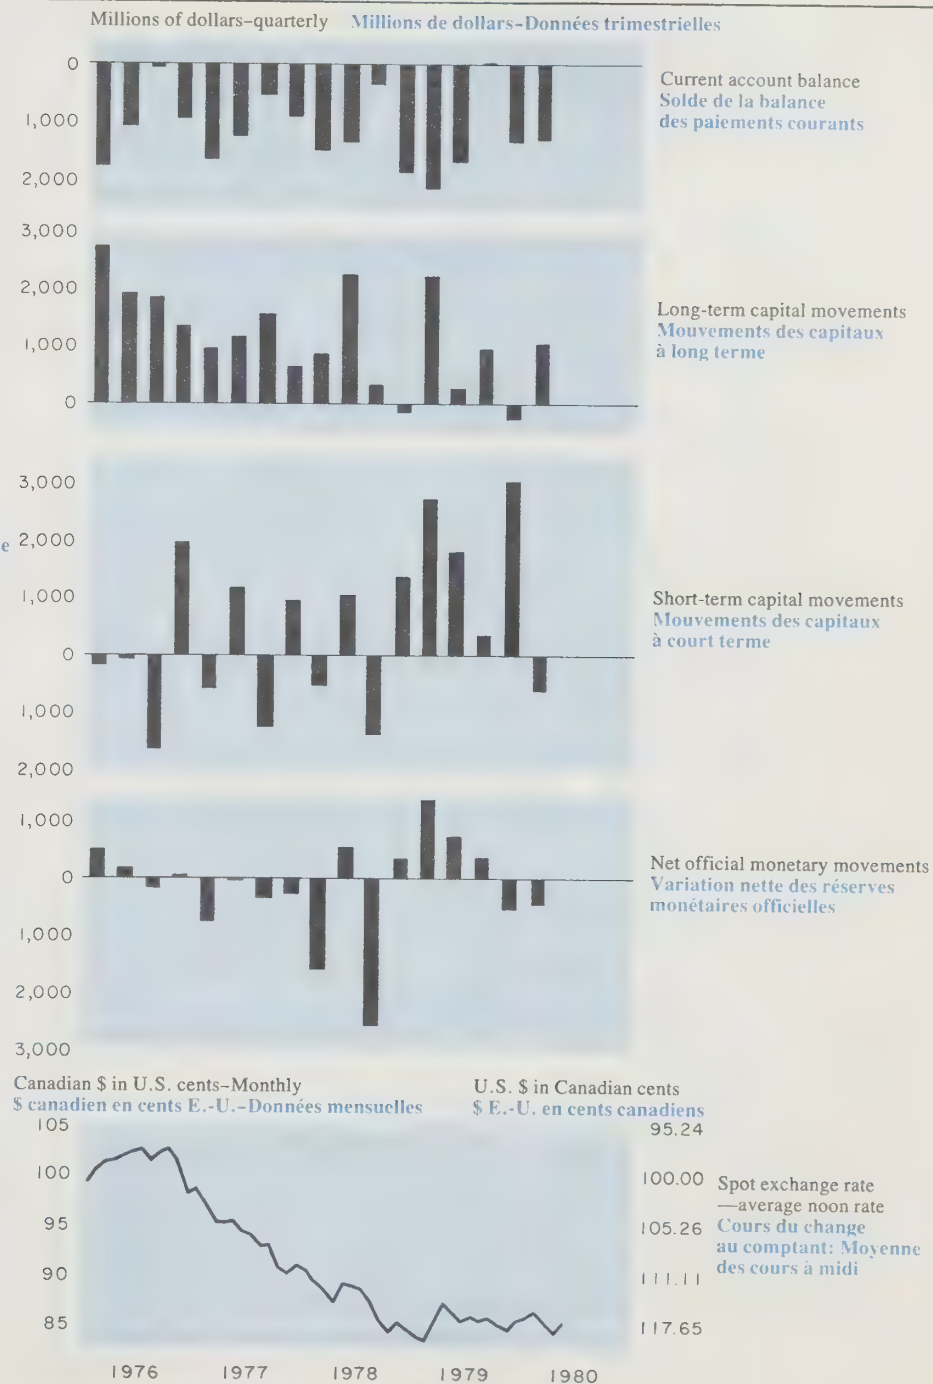 Millions of dollars–quarterly Millions de dollars–Données trimestrielles
0
1,000
2,000
Current account balance
Solde de la balance
des paiements courants
3,000
2,000
1,000
0
Long-term capital movements
Mouvements des capitaux
à long terme
e
3,000
2,000
1,000
0
1,000
2,000
Short-term capital movements
Mouvements des capitaux
à court terme
1,000
0
1,000
2,000
3,000
Net official monetary movements
Variation nette des réserves
monétaires officielles
Canadian $ in U.S. cents–Monthly
$ canadien en cents E.-U.–Données mensuelles
U.S. $ in Canadian cents
$ E.-U. en cents canadiens
105
100
95
90
85
95.24
100.00
105.26
111.11
117.65
Spot exchange rate
—average noon rate
Cours du change
au comptant: Moyenne
des cours à midi
1976 1977 1978 1979 1980